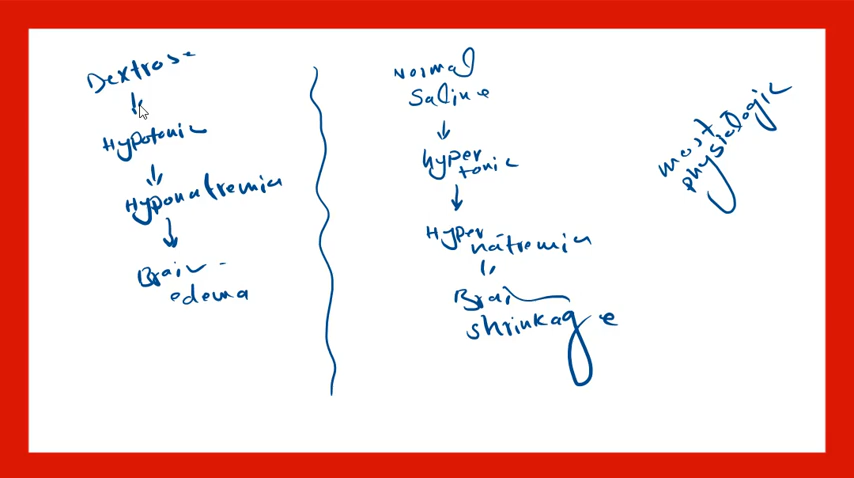 Dextrose
Hypotonic
Hyponatremia
Brain
edema
Normal
Saline
hyper
tonic
Hyper
natremia
Brain
shrinkage
most
physiologic